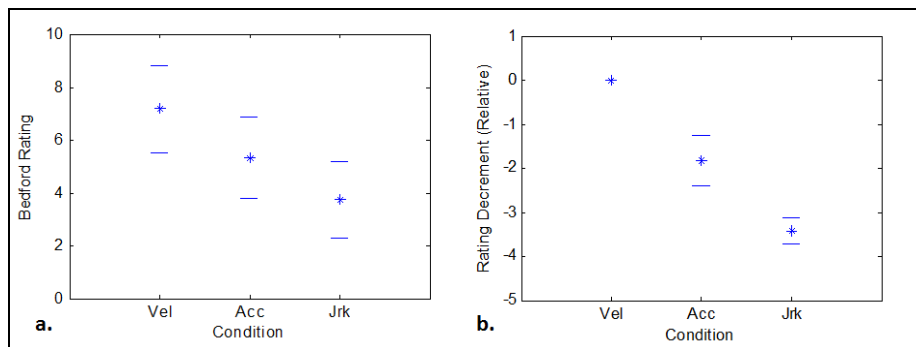 10
8
6
4
2
0
Bedford Rating
Vel Acc Jrk
Condition
a.
1
0
-1
-2
-3
-4
-5
Rating Decrement (Relative)
Vel Acc Jrk
Condition
b.